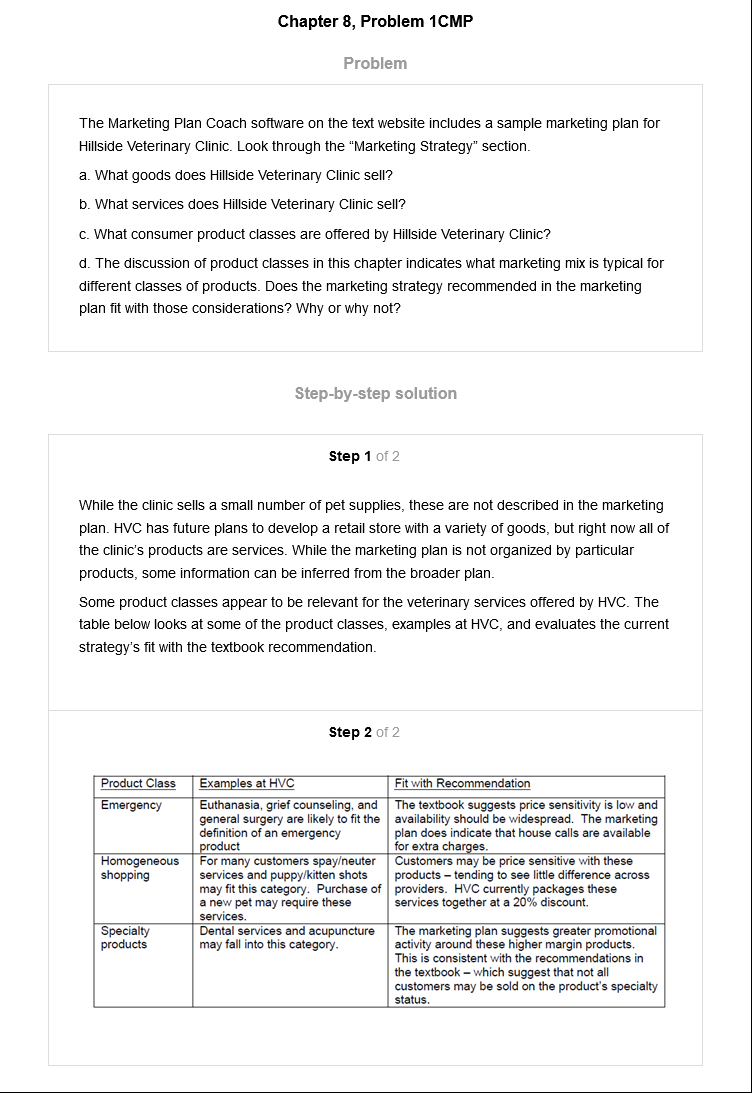 Chapter 8, Problem 1CMP
Problem
The Marketing Plan Coach software on the text website includes a sample marketing plan for
Hillside Veterinary Clinic. Look through the “Marketing Strategy” section.
a. What goods does Hillside Veterinary Clinic sell?
b. What services does Hillside Veterinary Clinic sell?
c. What consumer product classes are offered by Hillside Veterinary Clinic?
d. The discussion of product classes in this chapter indicates what marketing mix is typical for
different classes of products. Does the marketing strategy recommended in the marketing
plan fit with those considerations? Why or why not?
Step-by-step solution
Step 1 of 2
While the clinic sells a small number of pet supplies, these are not described in the marketing
plan. HVC has future plans to develop a retail store with a variety of goods, but right now all of
the clinic’s products are services. While the marketing plan is not organized by particular
products, some information can be inferred from the broader plan.
Some product classes appear to be relevant for the veterinary services offered by HVC. The
table below looks at some of the product classes, examples at HVC, and evaluates the current
strategy’s fit with the textbook recommendation.
Step 2 of 2
Product Class
Examples at HVC
Fit with Recommendation
Emergency
Euthanasia, grief counseling, and
general surgery are likely to fit the
definition of an emergency
product
The textbook suggests price sensitivity is low and
availability should be widespread. The marketing
plan does indicate that house calls are available
for extra charges.
Homogeneous
shopping
For many customers spay/neuter
services and puppy/kitten shots
may fit this category. Purchase of
a new pet may require these
services.
Customers may be price sensitive with these
products – tending to see little difference across
providers. HVC currently packages these
services together at a 20% discount.
Specialty
products
Dental services and acupuncture
may fall into this category.
The marketing plan suggests greater promotional
activity around these higher margin products.
This is consistent with the recommendations in
the textbook – which suggest that not all
customers may be sold on the product’s specialty
status.